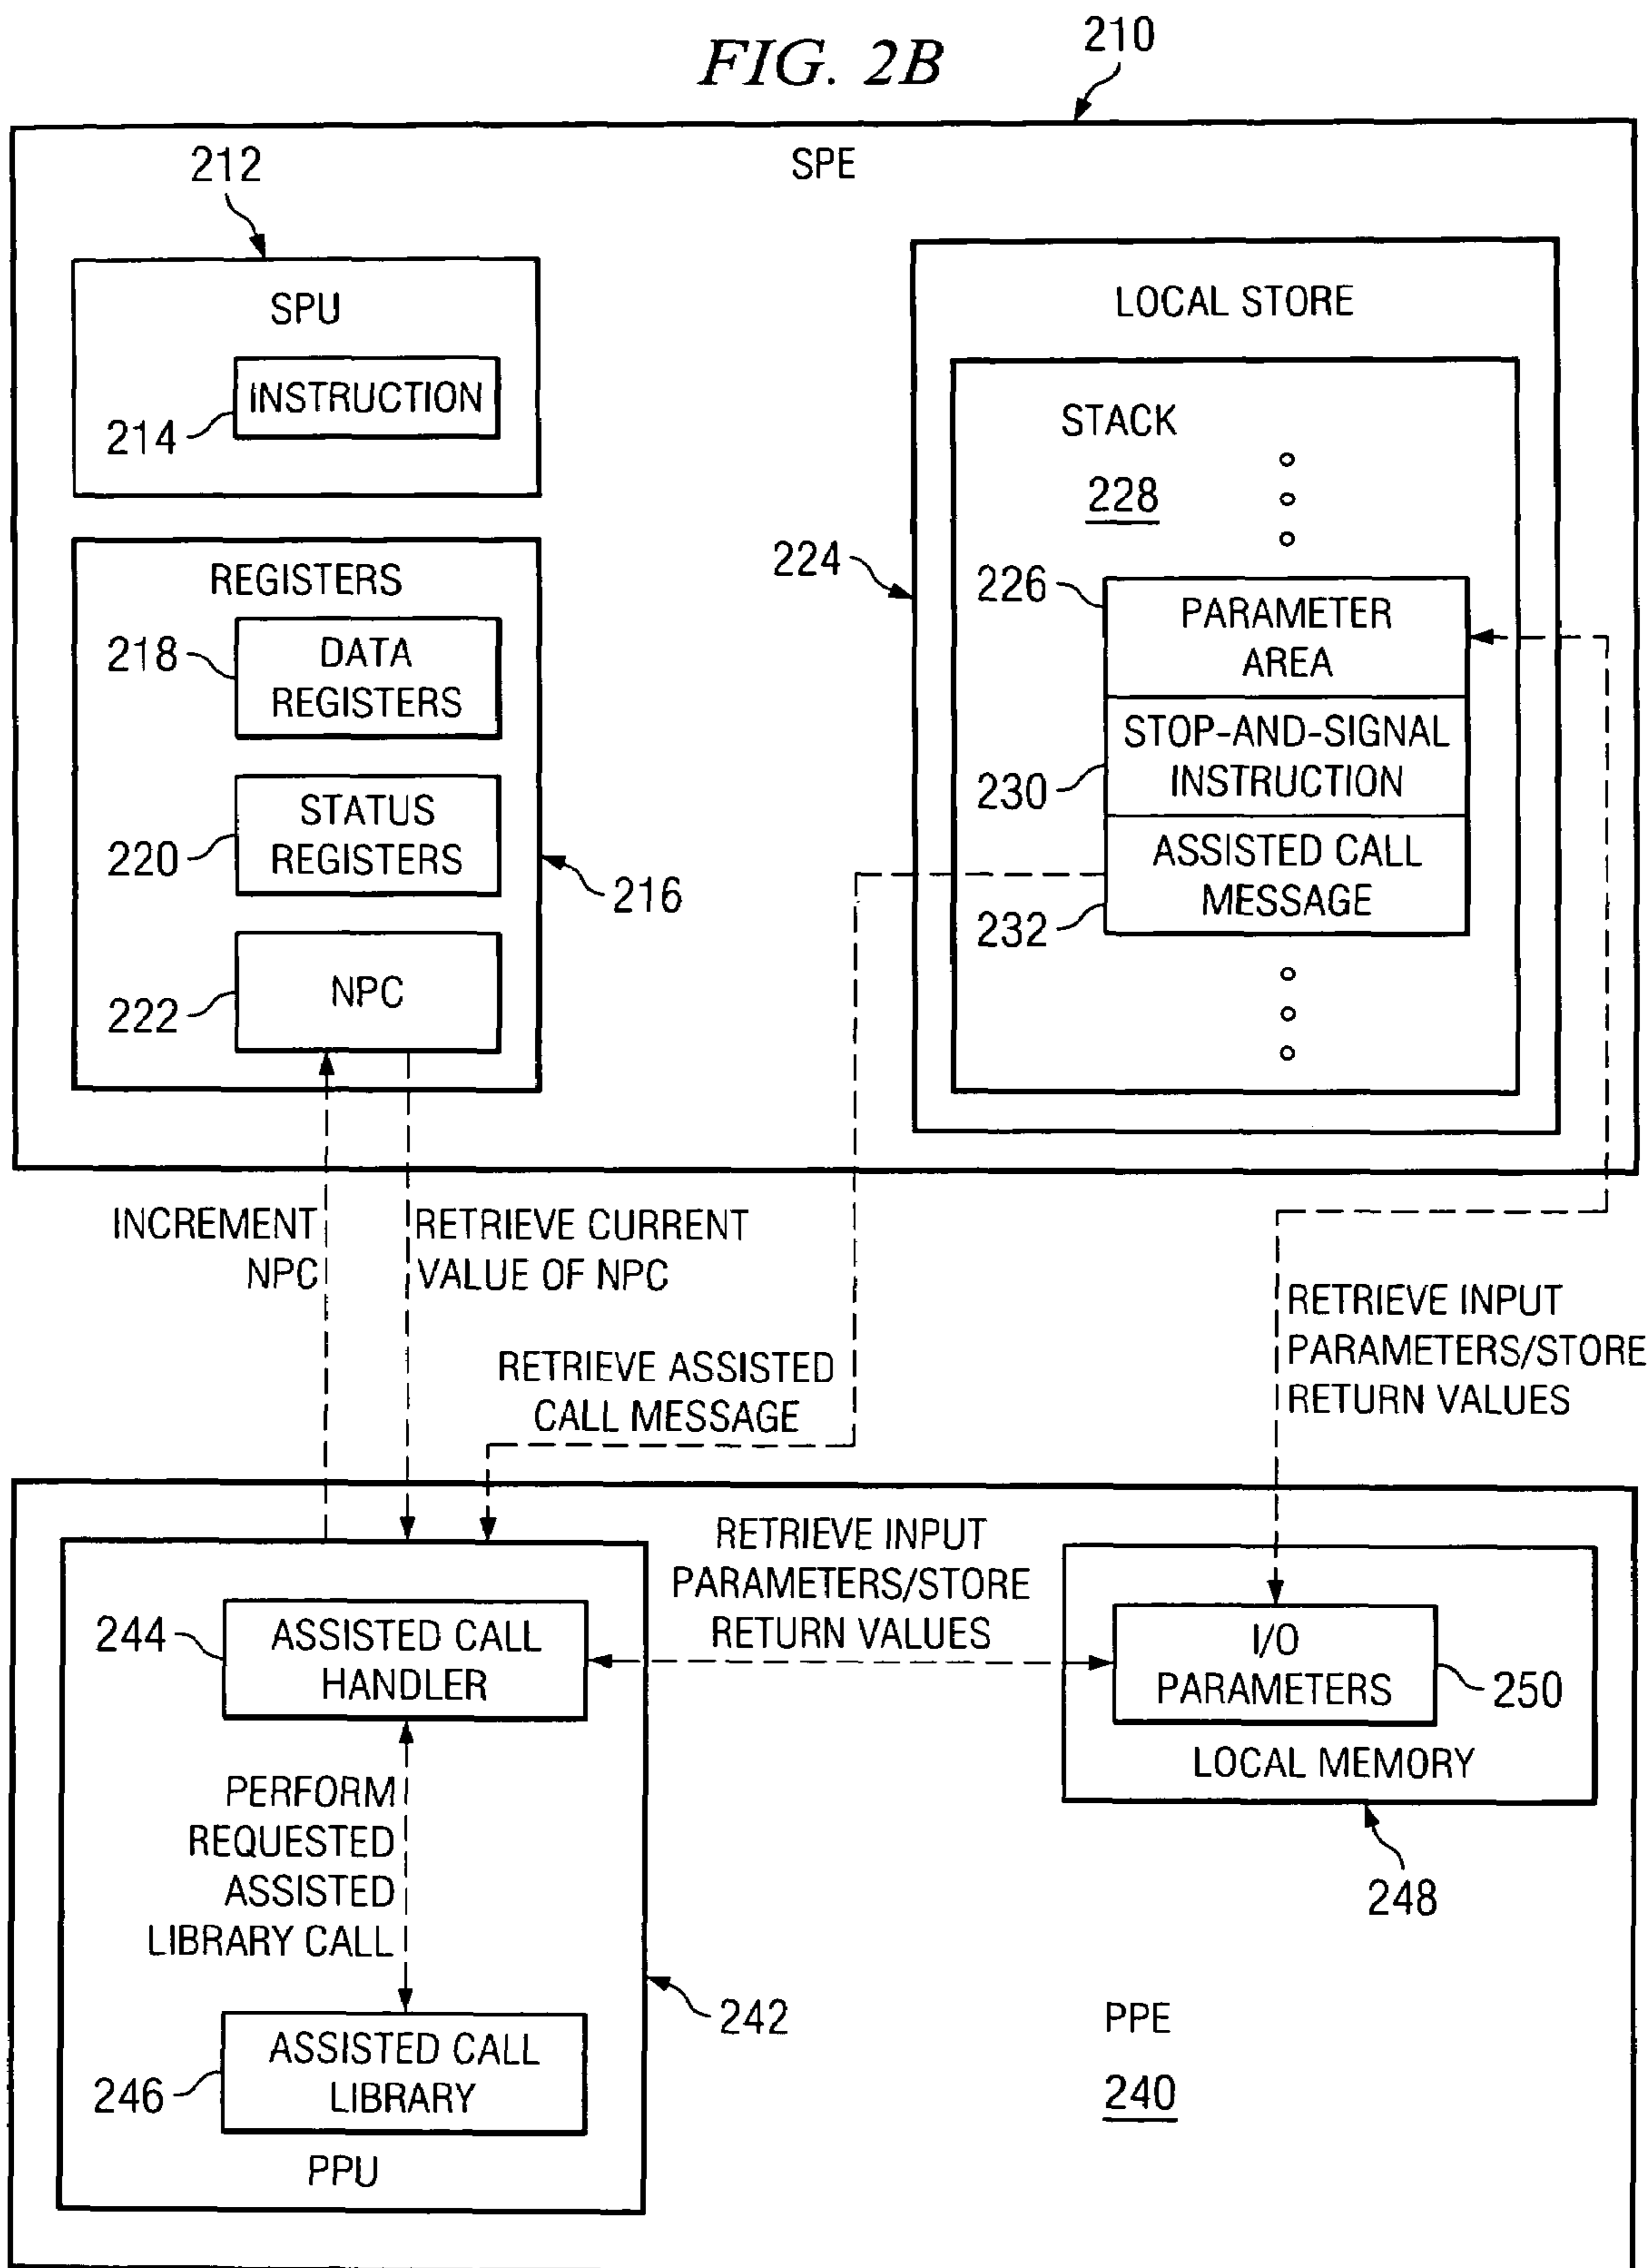 FIG. 2B
210
SPE
212
SPU
INSTRUCTION
214
REGISTERS
218
DATA
REGISTERS
STATUS
REGISTERS
220
216
NPC
222
LOCAL STORE
STACK
228
224
226
PARAMETER
AREA
STOP-AND-SIGNAL
INSTRUCTION
230
ASSISTED CALL
MESSAGE
232
INCREMENT
NPC
RETRIEVE CURRENT
VALUE OF NPC
RETRIEVE ASSISTED
CALL MESSAGE
RETRIEVE INPUT
PARAMETERS/STORE
RETURN VALUES
RETRIEVE INPUT
PARAMETERS/STORE
RETURN VALUES
244
ASSISTED CALL
HANDLER
I/O
PARAMETERS
250
LOCAL MEMORY
248
PERFORM
REQUESTED
ASSISTED
LIBRARY CALL
242
ASSISTED CALL
LIBRARY
246
PPU
PPE
240